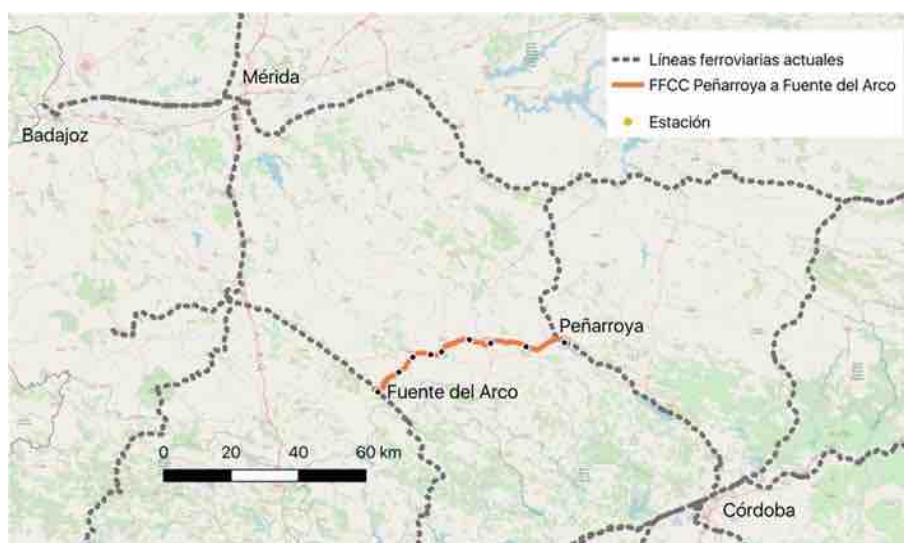 Líneas ferroviarias actuales
FFCC Peñarroya a Fuente del Arco
Estación
Mérida
Badajoz
Peñarroya
Fuente del Arco
0 20 40 60 km
Córdoba